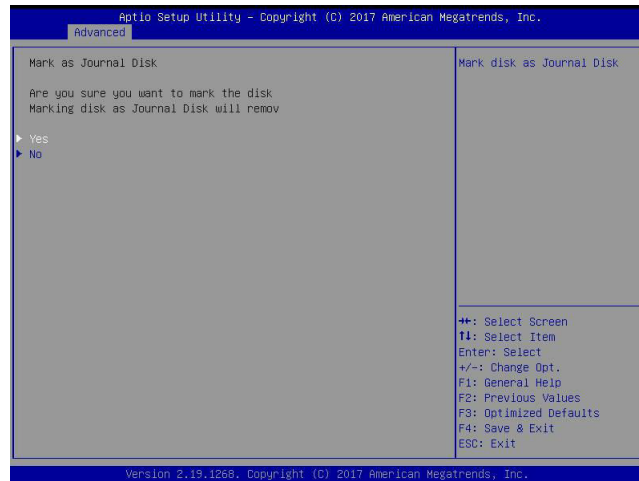 Aptio Setup Utility – Copyright (C) 2017 American Megatrends, Inc.
Advanced
Mark as Journal Disk
Are you sure you want to mark the disk
Marking disk as Journal Disk will remov
Yes
No
Mark disk as Journal Disk
→←: Select Screen
↑↓: Select Item
Enter: Select
+/-: Change Opt.
F1: General Help
F2: Previous Values
F3: Optimized Defaults
F4: Save & Exit
ESC: Exit
Version 2.19.1268. Copyright (C) 2017 American Megatrends, Inc.